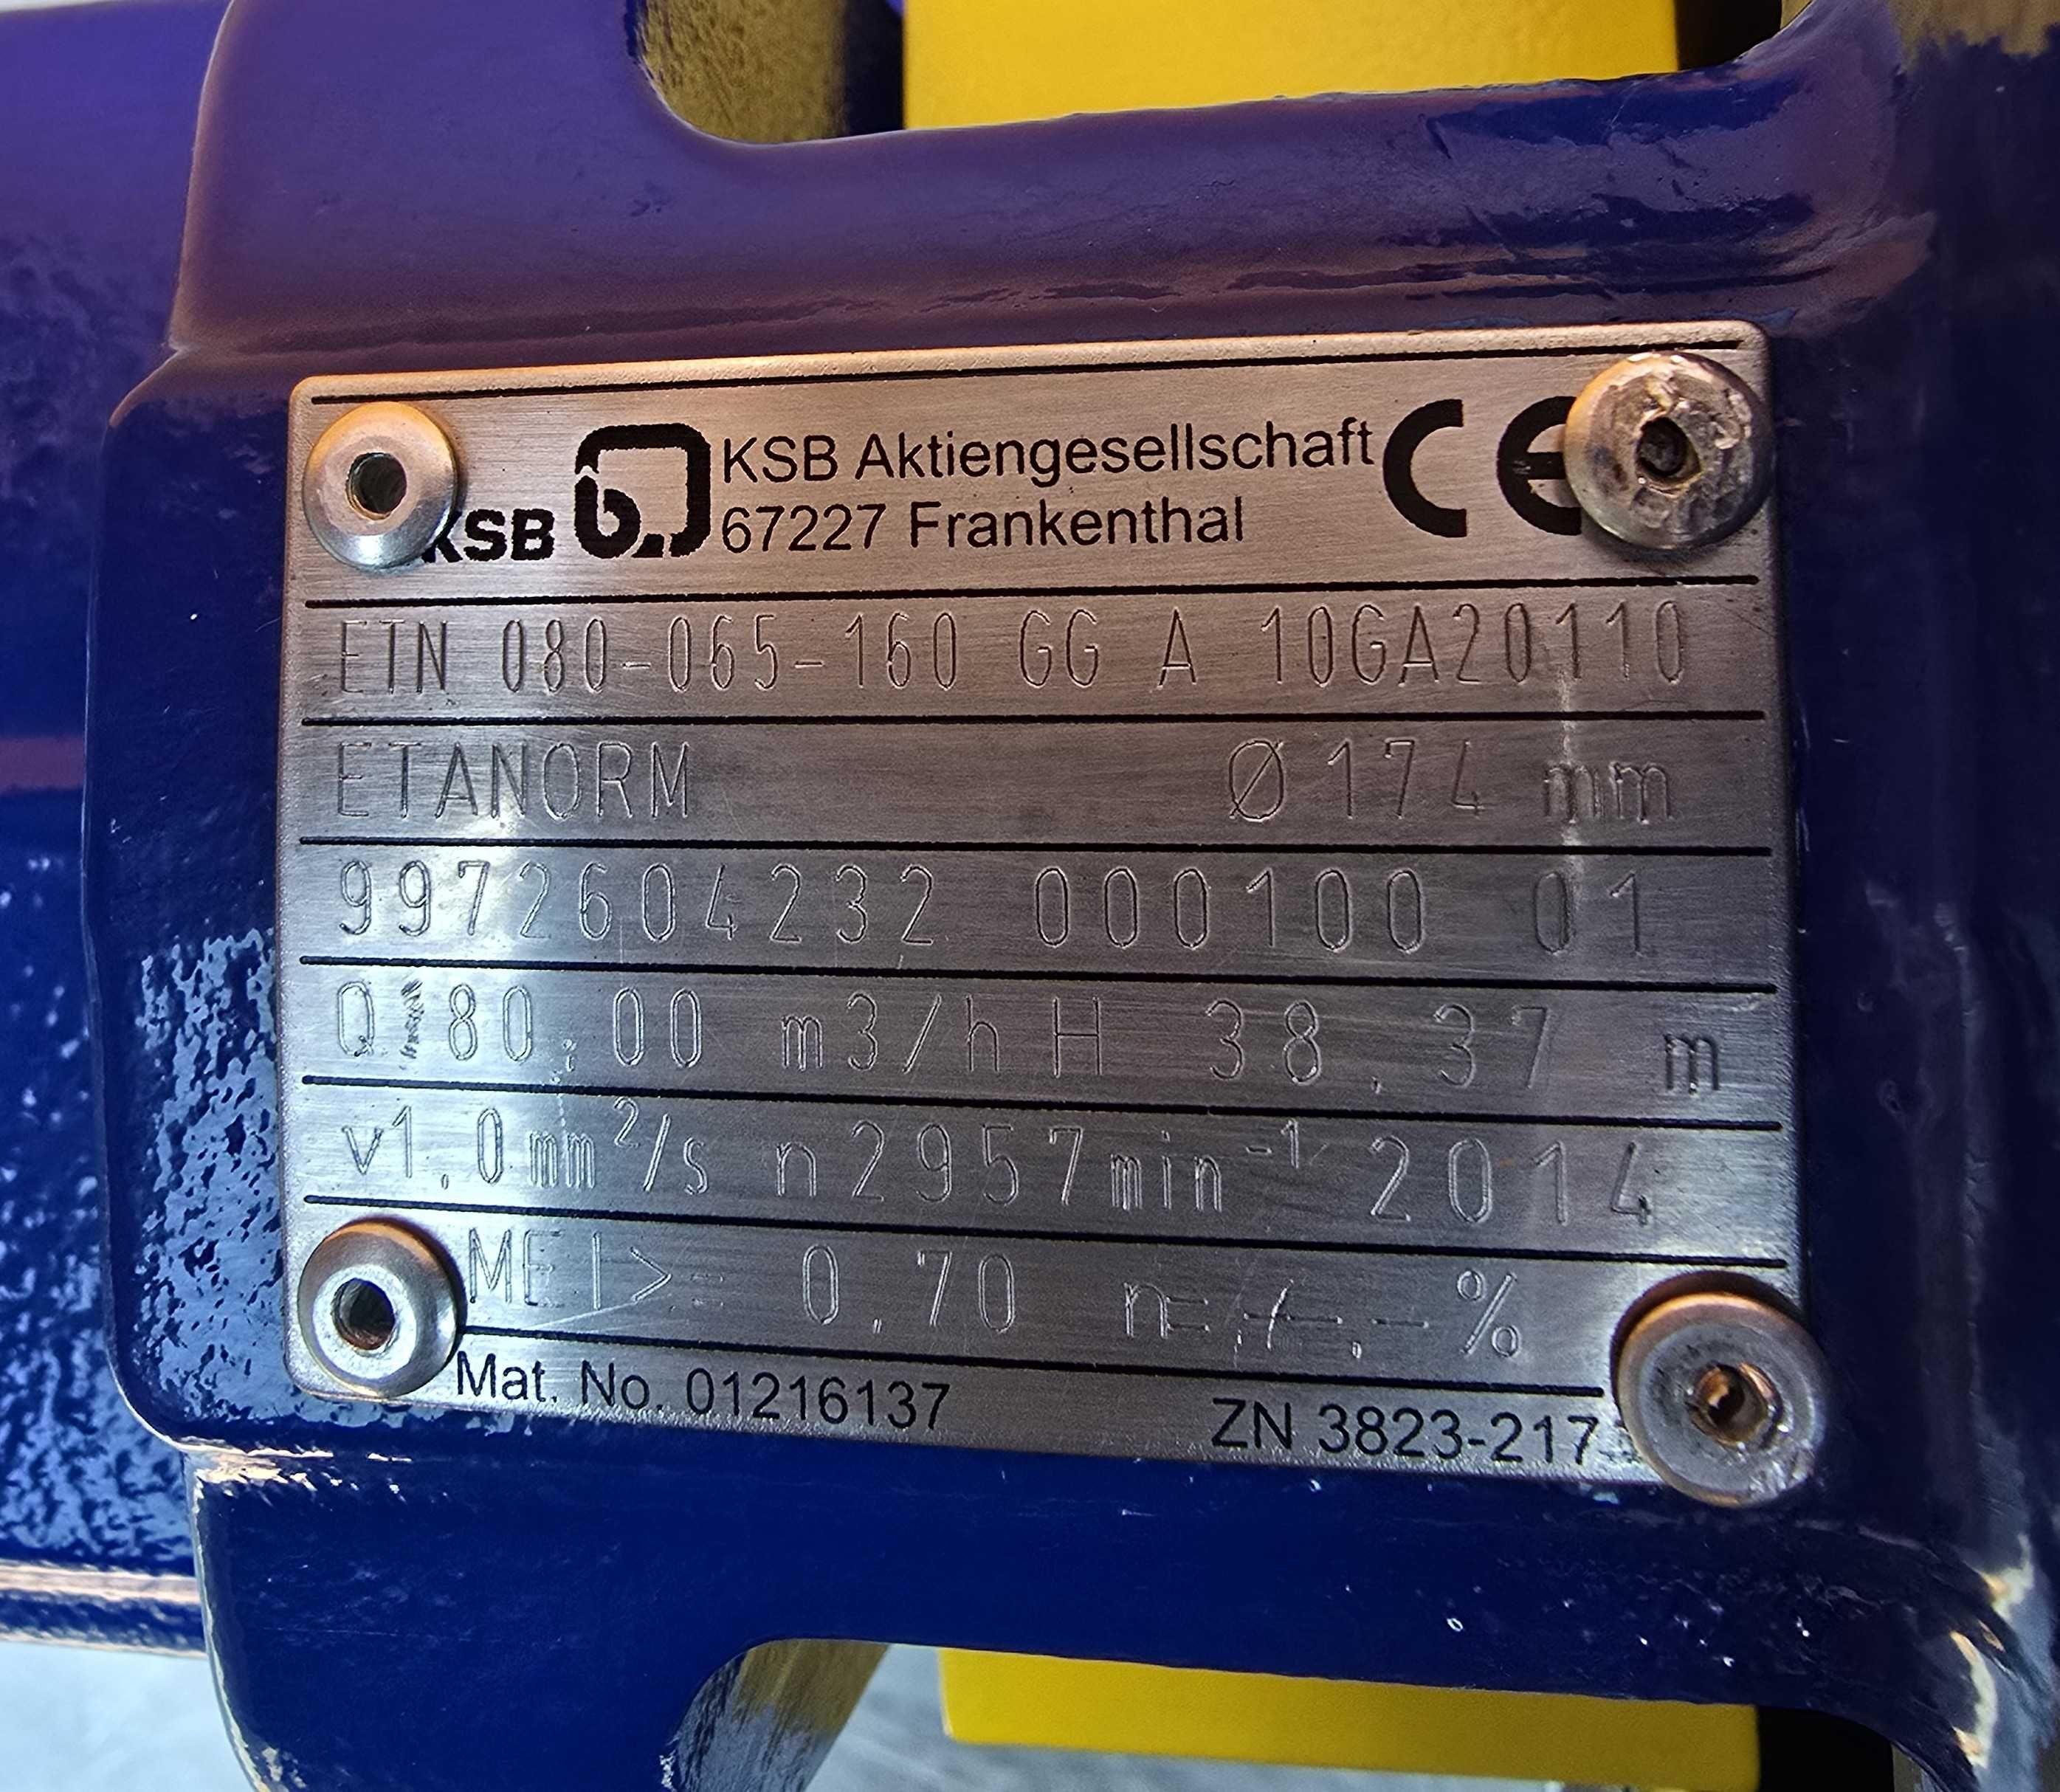 KSB KSB Aktiengesellschaft CE
67227 Frankenthal
ETN 080-065-160 GG A 10GA20110
ETANORM Ø 174 mm
9972604232 000100 01
Q 80,00 m3/h H 38,37 m
v1,0mm²/s n2957min⁻¹ 2014
MEI>- 0,70 n=-,-+-,-%
Mat. No. 01216137 ZN 3823-217